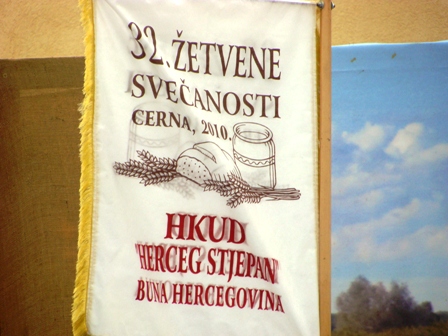 32. ŽETVENE
SVEČANOSTI
CERNA, 2010.
HKUD
"HERCEG STJEPAN"
BUNA HERCEGOVINA